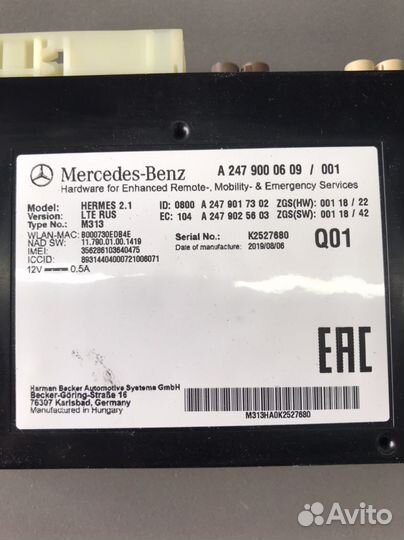 Mercedes-Benz A 247 900 06 09 / 001
Hardware for Enhanced Remote-, Mobility- & Emergency Services
Model: HERMES 2.1 ID: 0800 A 247 901 73 02 ZGS(HW): 001 18 / 22
Version: LTE RUS EC: 104 A 247 902 56 03 ZGS(SW): 001 18 / 42
Type No.: M313
WLAN-MAC: 8000730EDB4E Serial No.: K2527680 Q01
NAD SW: 11.790.01.00.1419 Date of manufacture: 2019/08/06
IMEI: 356286103640475
ICCID: 89314404000721006071
12V 0.5A
EAC
Harman Becker Automotive Systems GmbH
Becker-Göring-Straße 16
76307 Karlsbad, Germany
Manufactured in Hungary
M313HA0K2527680
Avito